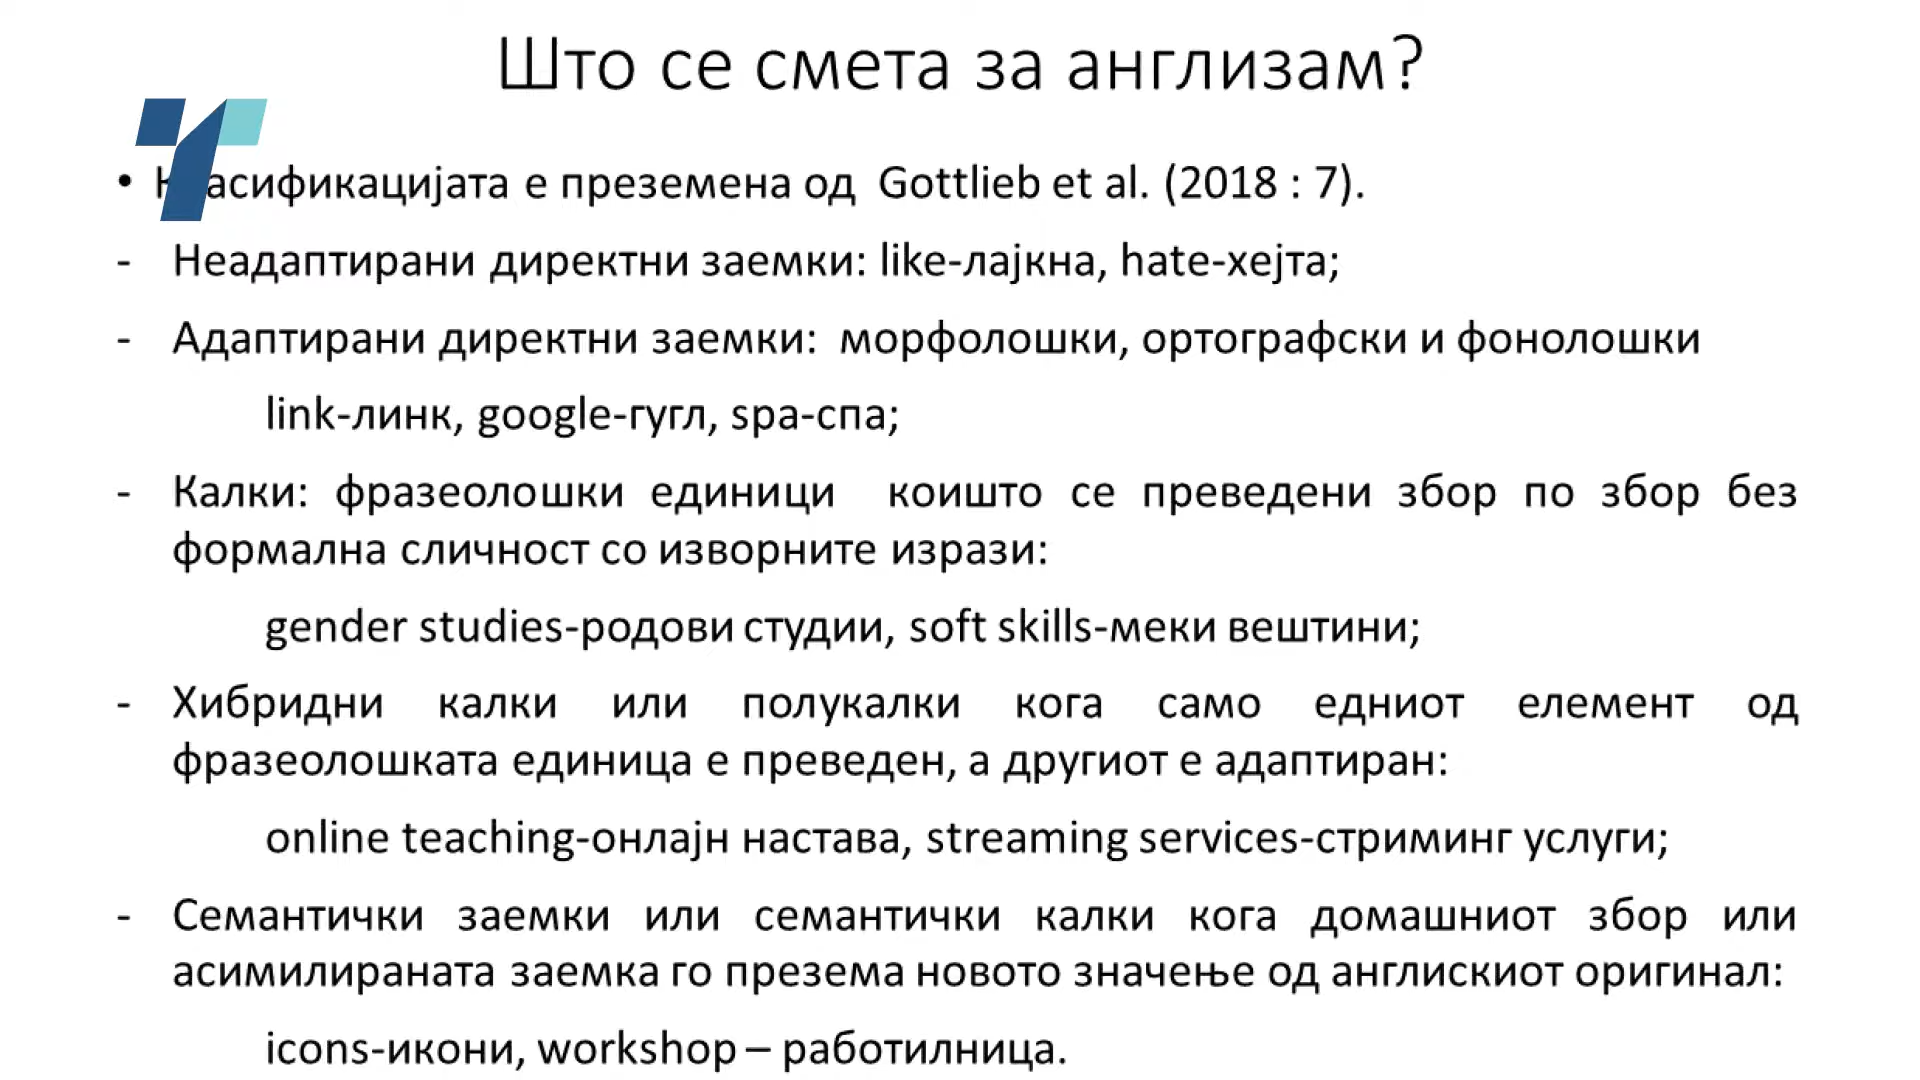 Што се смета за англизам?
• Класификацијата е преземена од Gottlieb et al. (2018 : 7).
- Неадаптирани директни заемки: like-лајкна, hate-хејта;
- Адаптирани директни заемки: морфолошки, ортографски и фонолошки
link-линк, google-гугл, spa-спа;
- Калки: фразеолошки единици коишто се преведени збор по збор без
формална сличност со изворните изрази:
gender studies-родови студии, soft skills-меки вештини;
- Хибридни калки или полукалки кога само едниот елемент од
фразеолошката единица е преведен, а другиот е адаптиран:
online teaching-онлајн настава, streaming services-стриминг услуги;
- Семантички заемки или семантички калки кога домашниот збор или
асимилираната заемка го презема новото значење од англискиот оригинал:
icons-икони, workshop – работилница.